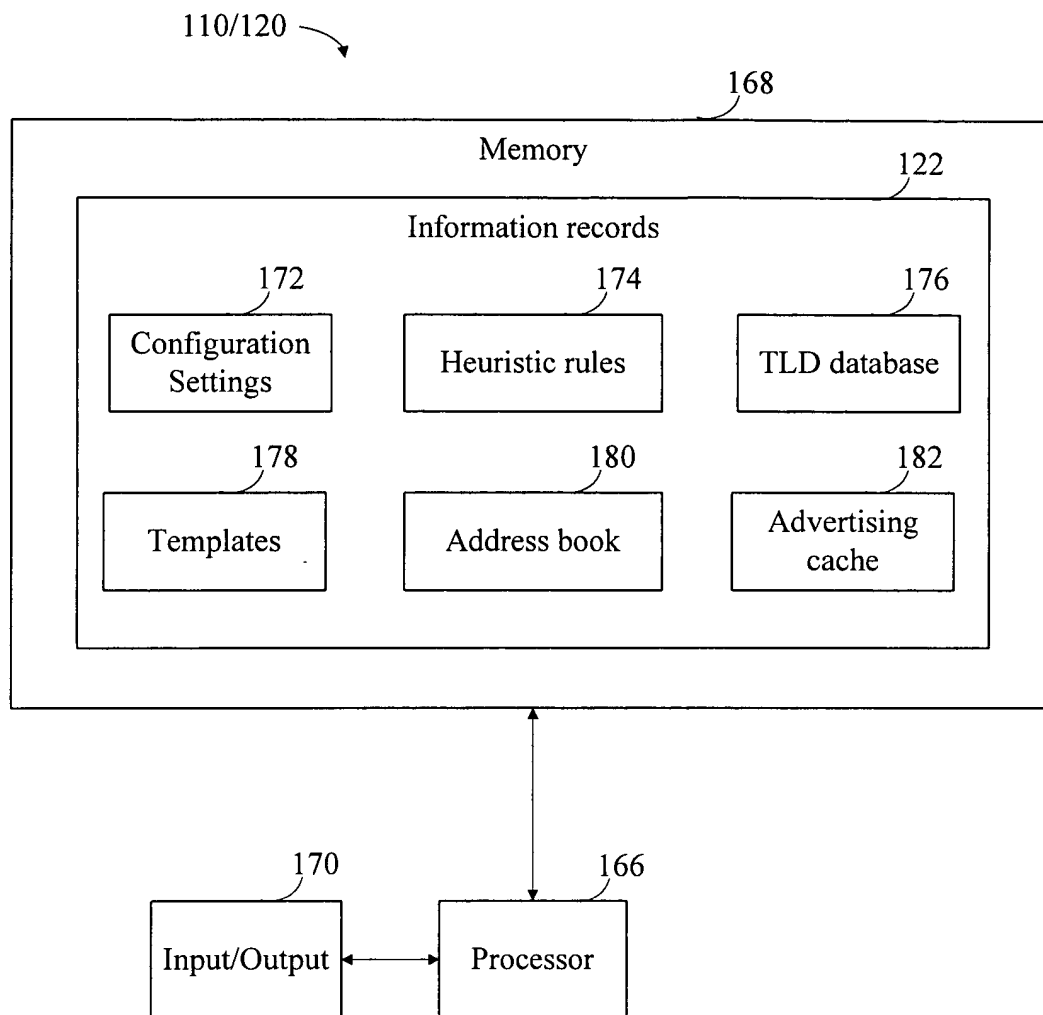 110/120
168
Memory
122
Information records
172
174
176
Configuration
Settings
Heuristic rules
TLD database
178
180
182
Templates
Address book
Advertising
cache
170
166
Input/Output
Processor